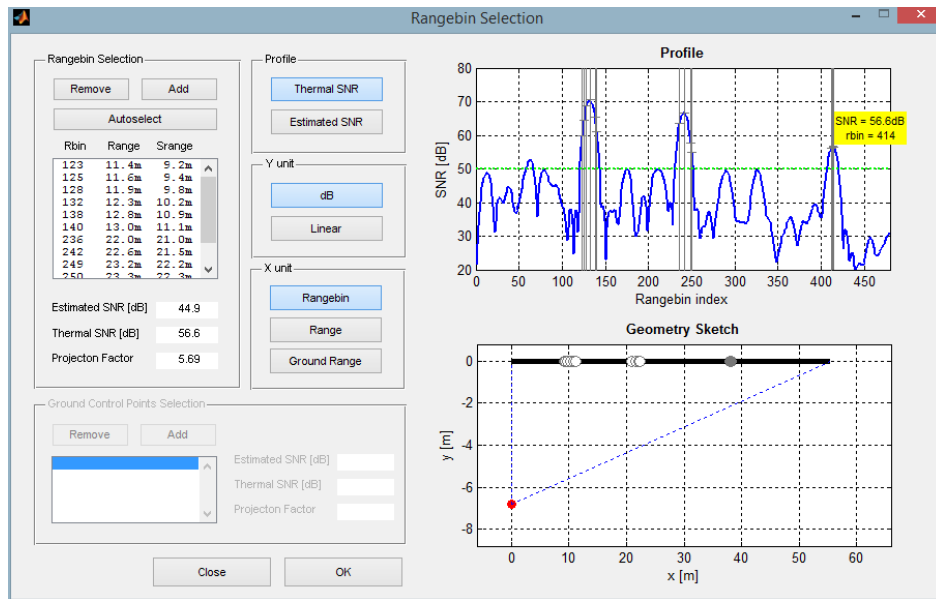 Rangebin Selection
Rangebin Selection
Remove Add
Autoselect
Rbin Range Srange
123 11.4m 9.2m
125 11.6m 9.4m
128 11.9m 9.8m
132 12.3m 10.2m
138 12.8m 10.9m
140 13.0m 11.1m
236 22.0m 21.0m
242 22.6m 21.5m
249 23.2m 22.2m
250 23.3m 22.3m
Estimated SNR [dB] 44.9
Thermal SNR [dB] 56.6
Projecton Factor 5.69
Profile
Thermal SNR
Estimated SNR
Y unit
dB
Linear
X unit
Rangebin
Range
Ground Range
Ground Control Points Selection
Remove Add
Estimated SNR [dB]
Thermal SNR [dB]
Projecton Factor
Close OK
Profile
80
70
60
50
40
30
20
SNR [dB]
SNR = 56.6dB
rbin = 414
0 50 100 150 200 250 300 350 400 450
Rangebin index
Geometry Sketch
0
-2
-4
-6
-8
y [m]
0 10 20 30 40 50 60
x [m]